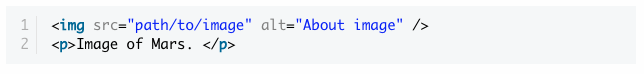 1 <img src="path/to/image" alt="About image" />
2 <p>Image of Mars. </p>